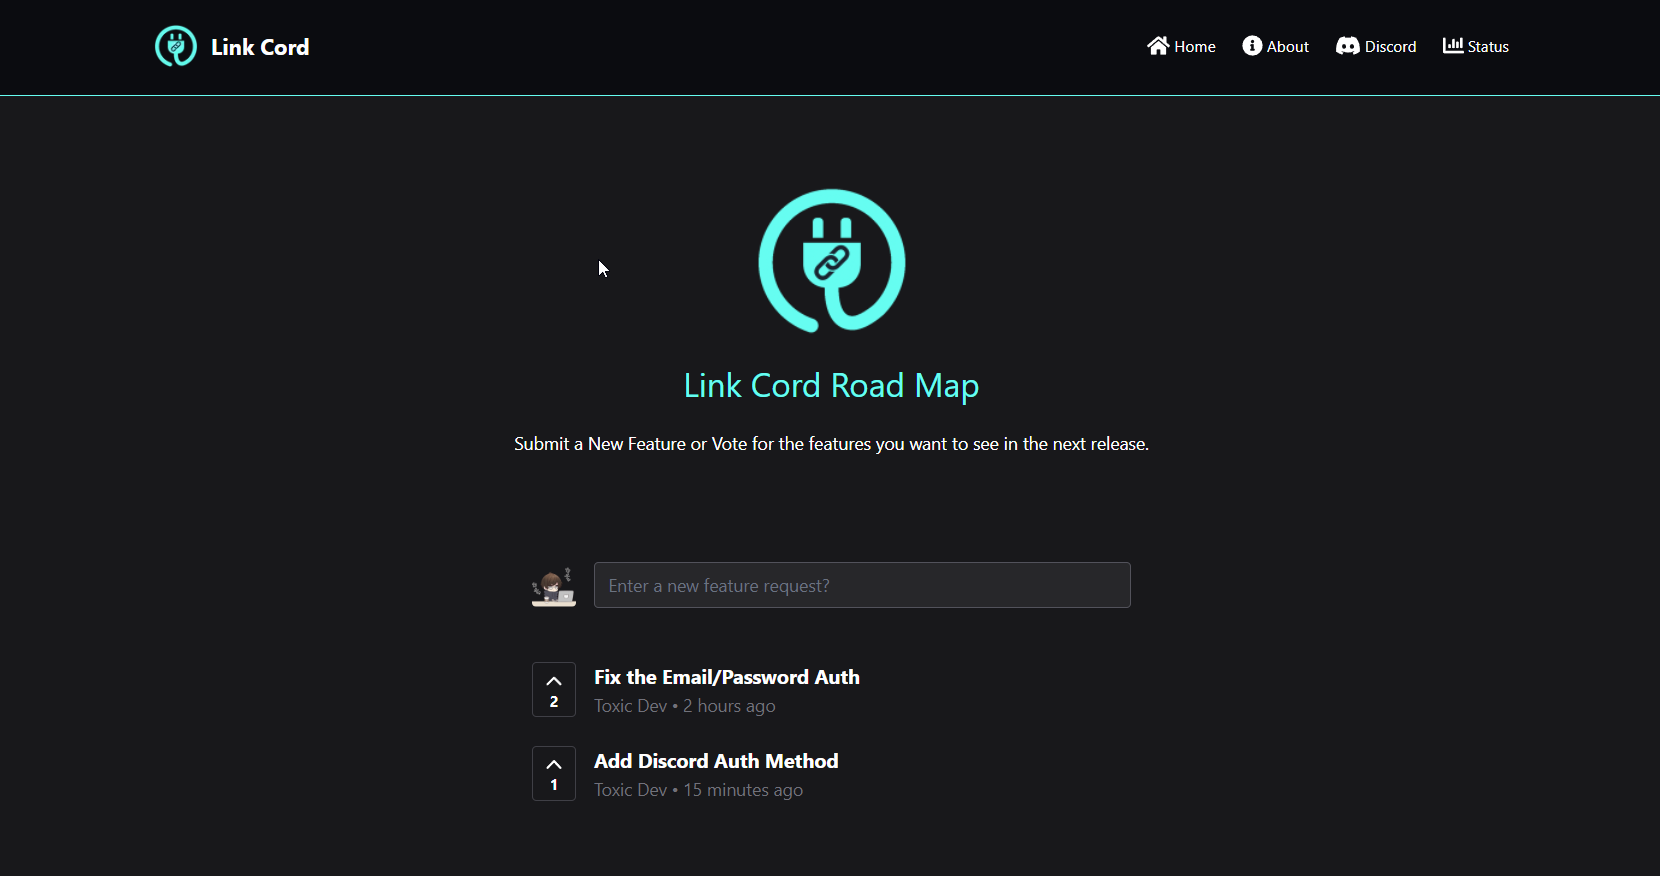 Link Cord
Home
About
Discord
Status
Link Cord Road Map
Submit a New Feature or Vote for the features you want to see in the next release.
Enter a new feature request?
2
Fix the Email/Password Auth
Toxic Dev • 2 hours ago
1
Add Discord Auth Method
Toxic Dev • 15 minutes ago